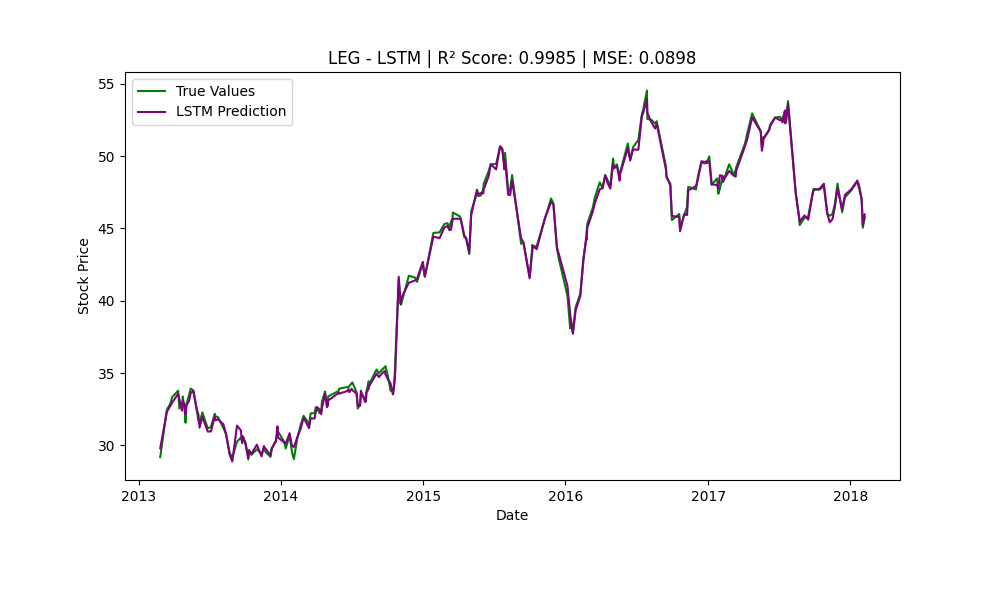 LEG - LSTM | R² Score: 0.9985 | MSE: 0.0898
True Values
LSTM Prediction
55
50
45
40
35
30
Stock Price
2013 2014 2015 2016 2017 2018
Date